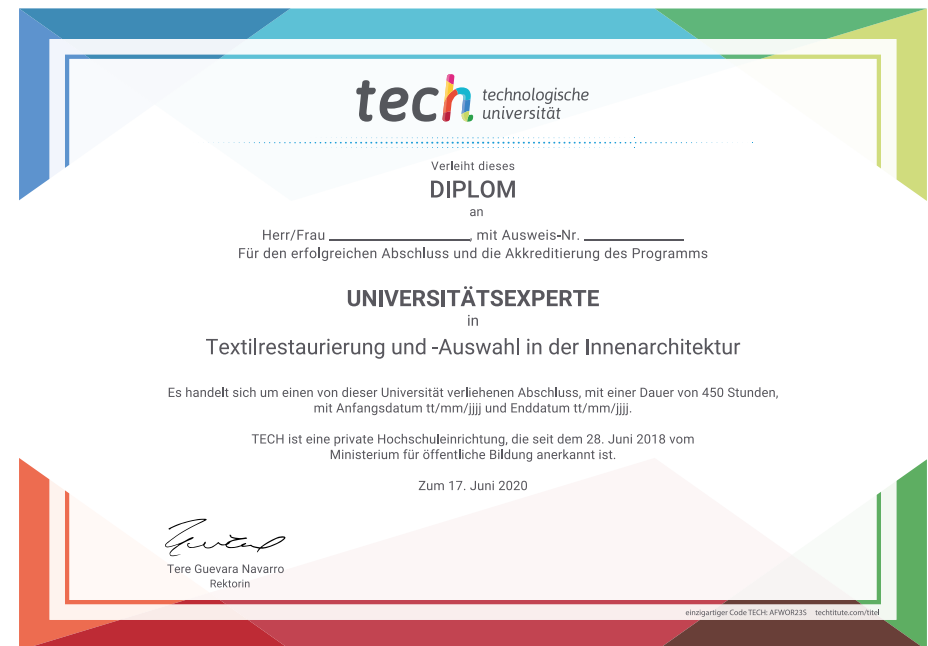 tech technologische
universität
Verleiht dieses
DIPLOM
an
Herr/Frau ____________, mit Ausweis-Nr. ____________
Für den erfolgreichen Abschluss und die Akkreditierung des Programms
UNIVERSITÄTSEXPERTE
in
Textilrestaurierung und -Auswahl in der Innenarchitektur
Es handelt sich um einen von dieser Universität verliehenen Abschluss, mit einer Dauer von 450 Stunden,
mit Anfangsdatum tt/mm/jjjj und Enddatum tt/mm/jjjj.
TECH ist eine private Hochschuleinrichtung, die seit dem 28. Juni 2018 vom
Ministerium für öffentliche Bildung anerkannt ist.
Zum 17. Juni 2020
Tere Guevara Navarro
Rektorin
einzigartiger Code TECH: AFWOR23S techtitute.com/titel